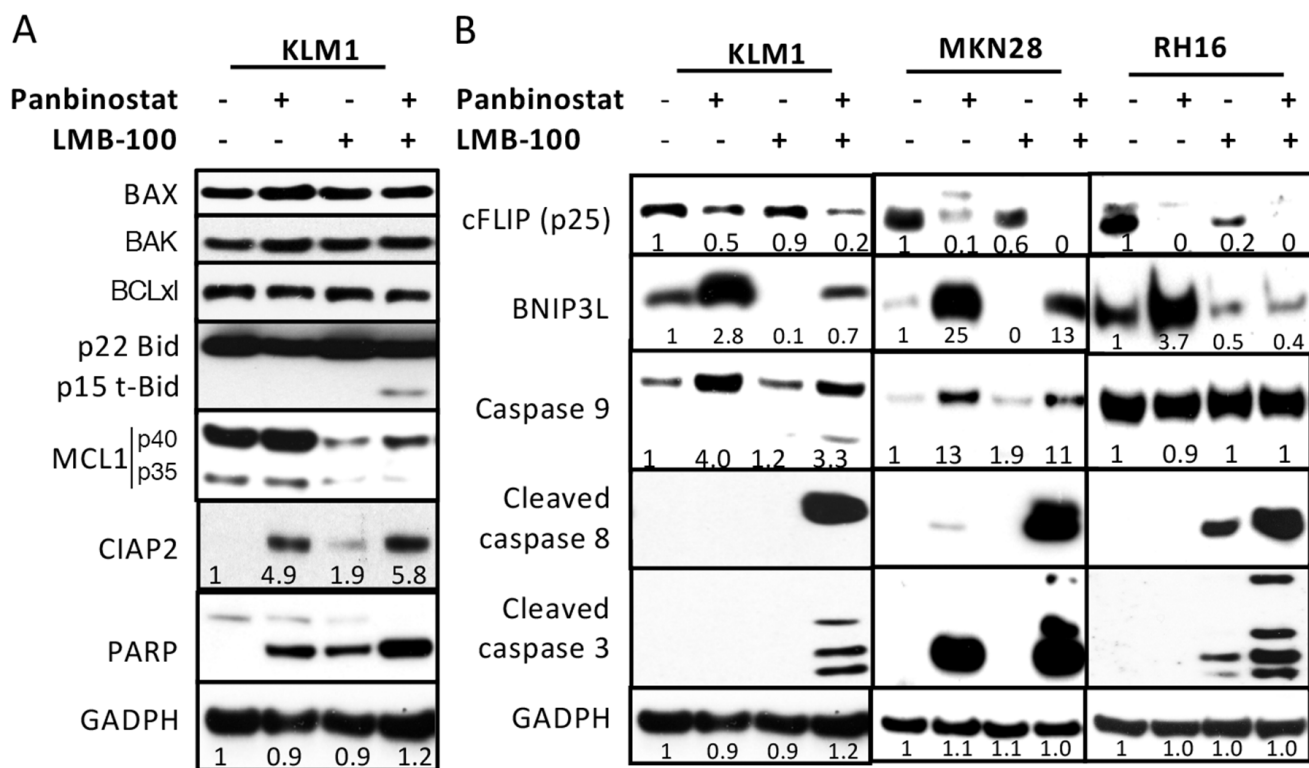 A
KLM1
Panbinostat - + - +
LMB-100 - - + +
BAX
BAK
BCLxl
p22 Bid
p15 t-Bid
MCL1 p40
p35
CIAP2
1 4.9 1.9 5.8
PARP
GADPH
1 0.9 0.9 1.2
B
KLM1 MKN28 RH16
Panbinostat - + - + - + - + - + - +
LMB-100 - - + + - - + + - - + +
cFLIP (p25)
1 0.5 0.9 0.2 1 0.1 0.6 0 1 0 0.2 0
BNIP3L
1 2.8 0.1 0.7 1 25 0 13 1 3.7 0.5 0.4
Caspase 9
1 4.0 1.2 3.3 1 13 1.9 11 1 0.9 1 1
Cleaved
caspase 8
Cleaved
caspase 3
GADPH
1 0.9 0.9 1.2 1 1.1 1.1 1.0 1 1.0 1.0 1.0